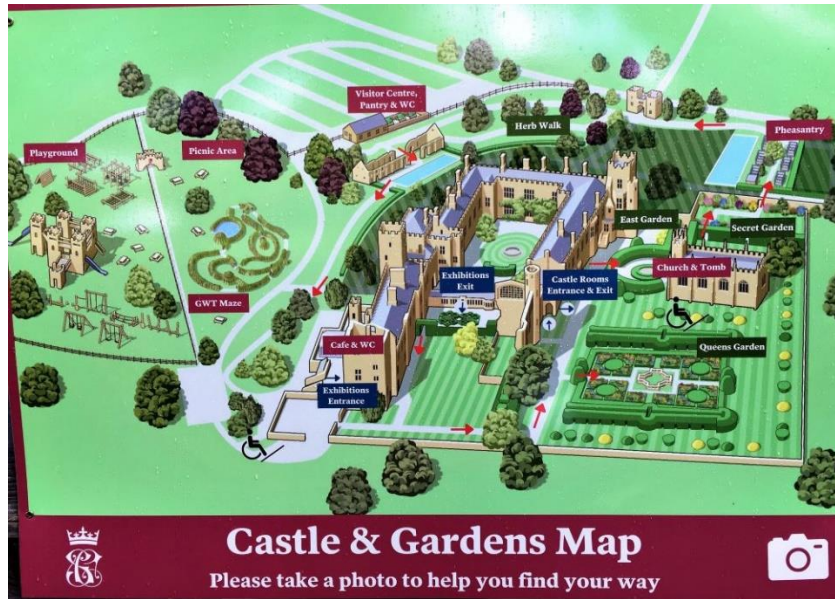 Visitor Centre,
Pantry & WC
Herb Walk
Pheasantry
Playground
Picnic Area
East Garden
Secret Garden
Exhibitions
Exit
Castle Rooms
Entrance & Exit
Church & Tomb
GWT Maze
Cafe & WC
Queens Garden
Exhibitions
Entrance
Castle & Gardens Map
Please take a photo to help you find your way